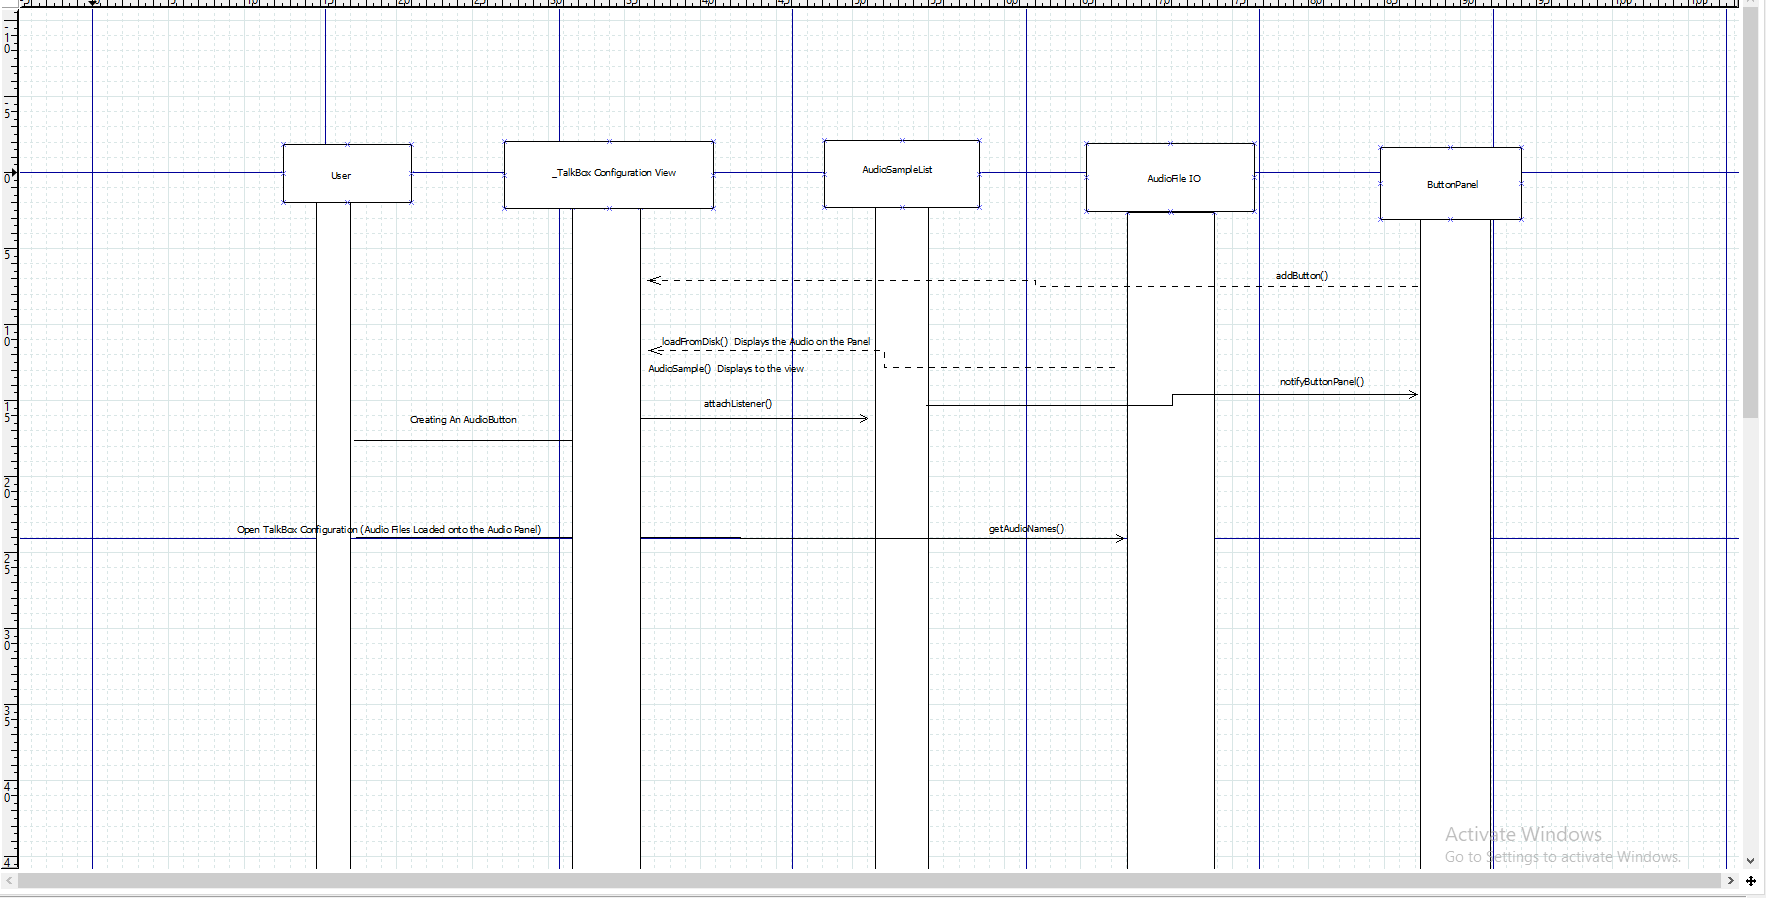 User
_TalkBox Configuration View
AudioSampleList
AudioFile IO
ButtonPanel
addButton()
loadFromDisk()  Displays the Audio on the Panel
AudioSample()  Displays to the view
notifyButtonPanel()
attachListener()
Creating An AudioButton
Open TalkBox Configuration (Audio Files Loaded onto the Audio Panel)
getAudioNames()
Activate Windows
Go to Settings to activate Windows.